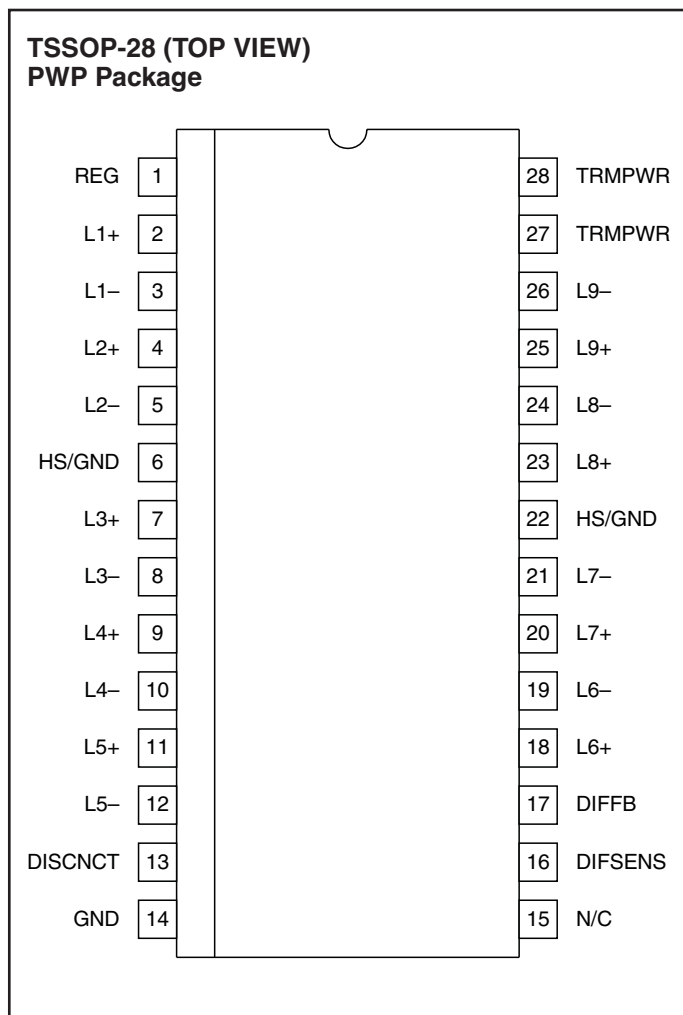 TSSOP-28 (TOP VIEW)
PWP Package
REG 1 28 TRMPWR
L1+ 2 27 TRMPWR
L1– 3 26 L9–
L2+ 4 25 L9+
L2– 5 24 L8–
HS/GND 6 23 L8+
L3+ 7 22 HS/GND
L3– 8 21 L7–
L4+ 9 20 L7+
L4– 10 19 L6–
L5+ 11 18 L6+
L5– 12 17 DIFFB
DISCNCT 13 16 DIFSENS
GND 14 15 N/C